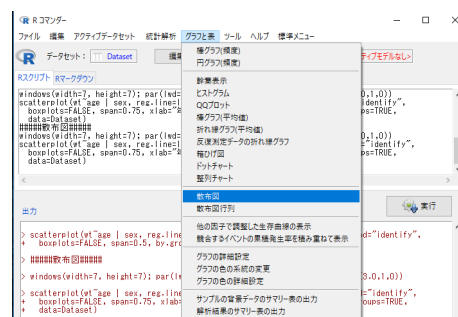 R コマンダー
ファイル 編集 アクティブデータセット 統計解析 グラフと表 ツール ヘルプ 標準メニュー
データセット: Dataset 編集
ィブモデルなし>
Rスクリプト Rマークダウン
windows(width=7, height=7); par(lwd=
scatterplot(wt~age | sex, reg.line=l
boxplots=FALSE, span=0.75, xlab="
data=Dataset)
#####散布図#####
windows(width=7, height=7); par(lwd=
scatterplot(wt~age | sex, reg.line=l
boxplots=FALSE, span=0.75, xlab="
data=Dataset)
0,1,0))
identify",
ps=TRUE,
0,1,0))
="identify",
ps=TRUE,
棒グラフ(頻度)
円グラフ(頻度)
幹葉表示
ヒストグラム
QQプロット
棒グラフ(平均値)
折れ線グラフ(平均値)
反復測定データの折れ線グラフ
箱ひげ図
ドットチャート
整列チャート
散布図
散布図行列
他の因子で調整した生存曲線の表示
競合するイベントの累積発生率を積み重ねて表示
グラフの詳細設定
グラフの色の系統の変更
グラフの色の詳細設定
サンプルの背景データのサマリー表の出力
解析結果のサマリー表の出力
出力
実行
> scatterplot(wt~age | sex, reg.line
+ boxplots=FALSE, span=0.5, by.gro
> #####散布図#####
> windows(width=7, height=7); par(lw
> scatterplot(wt~age | sex, reg.line
+ boxplots=FALSE, span=0.75, xlab=
+ data=Dataset)
d="identify",
3.0,1,0))
="identify",
oups=TRUE,